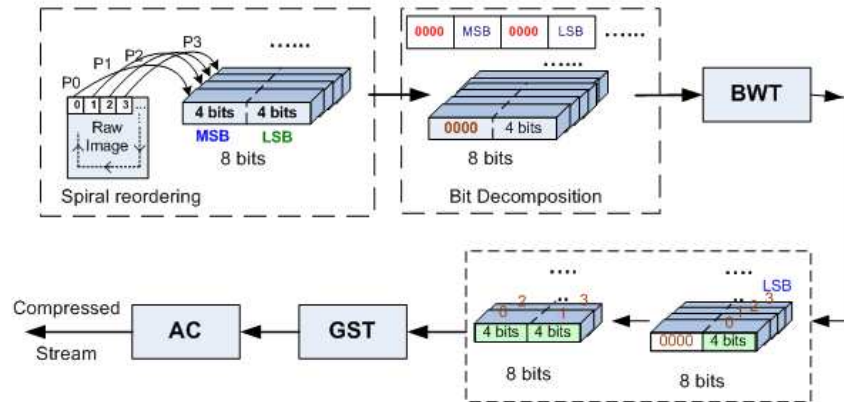 0000 MSB 0000 LSB ......
P0 P1 P2 P3 ......
0 1 2 3 ...
Raw
Image
4 bits 4 bits
MSB LSB
8 bits
Spiral reordering
......
0000 4 bits
8 bits
Bit Decomposition
BWT
Compressed
Stream
AC
GST
....
..
0 2 1 3
4 bits 4 bits
8 bits
....
LSB
..
0 1 2 3
0000 4 bits
8 bits